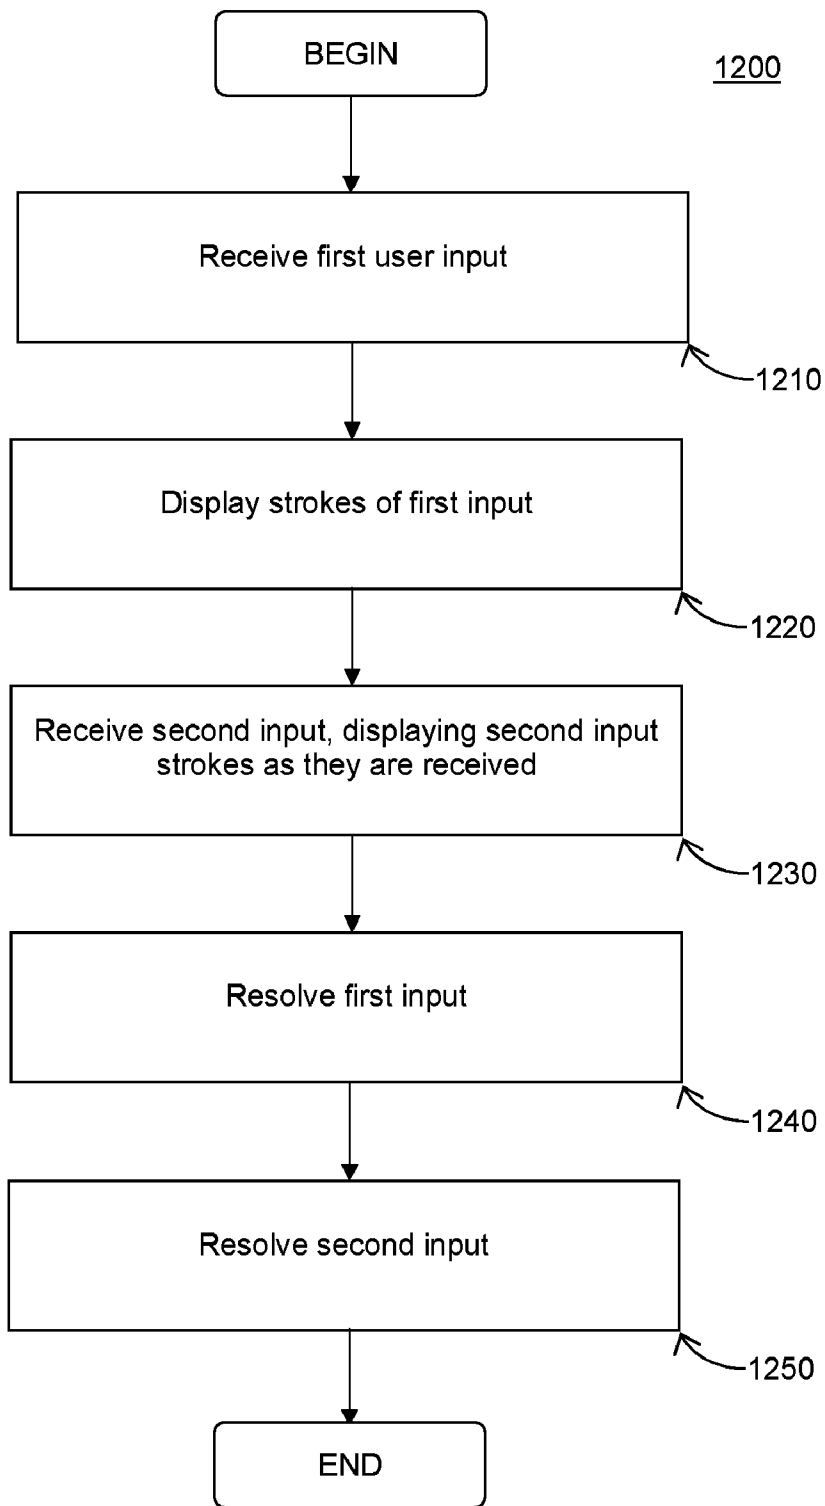 BEGIN
1200
Receive first user input
1210
Display strokes of first input
1220
Receive second input, displaying second input
strokes as they are received
1230
Resolve first input
1240
Resolve second input
1250
END